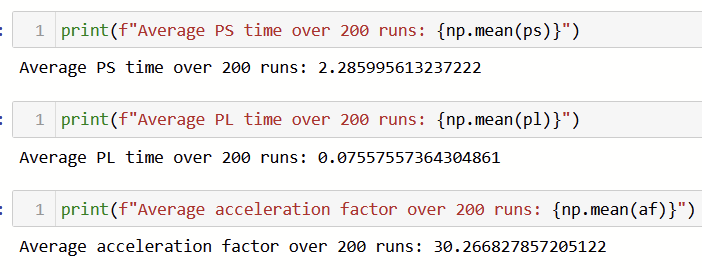 1 print(f"Average PS time over 200 runs: {np.mean(ps)}")
Average PS time over 200 runs: 2.285995613237222
1 print(f"Average PL time over 200 runs: {np.mean(pl)}")
Average PL time over 200 runs: 0.07557557364304861
1 print(f"Average acceleration factor over 200 runs: {np.mean(af)}")
Average acceleration factor over 200 runs: 30.266827857205122